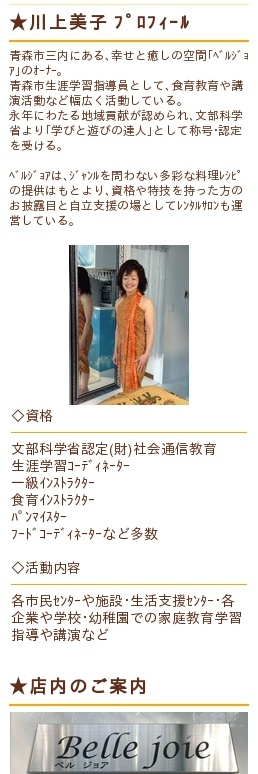 ★川上美子 ﾌﾟﾛﾌｨｰﾙ
青森市三内にある､幸せと癒しの空間｢ﾍﾞﾙｼﾞｮ
ｱ｣のｵｰﾅｰ｡
青森市生涯学習指導員として､食育教育や講
演活動など幅広く活動している｡
永年にわたる地域貢献が認められ､文部科学
省より｢学びと遊びの達人｣として称号･認定
を受ける｡
ﾍﾞﾙｼﾞｮｱは､ｼﾞｬﾝﾙを問わない多彩な料理ﾚｼﾋﾟ
の提供はもとより､資格や特技を持った方の
お披露目と自立支援の場としてﾚﾝﾀﾙｻﾛﾝも運
営している｡
◇資格
文部科学省認定(財)社会通信教育
生涯学習ｺｰﾃﾞｨﾈｰﾀｰ
一級ｲﾝｽﾄﾗｸﾀｰ
食育ｲﾝｽﾄﾗｸﾀｰ
ﾊﾟﾝﾏｲｽﾀｰ
ﾌｰﾄﾞｺｰﾃﾞｨﾈｰﾀｰなど多数
◇活動内容
各市民ｾﾝﾀｰや施設･生活支援ｾﾝﾀｰ･各
企業や学校･幼稚園での家庭教育学習
指導や講演など
★店内のご案内
Belle joie
ベル ジョア